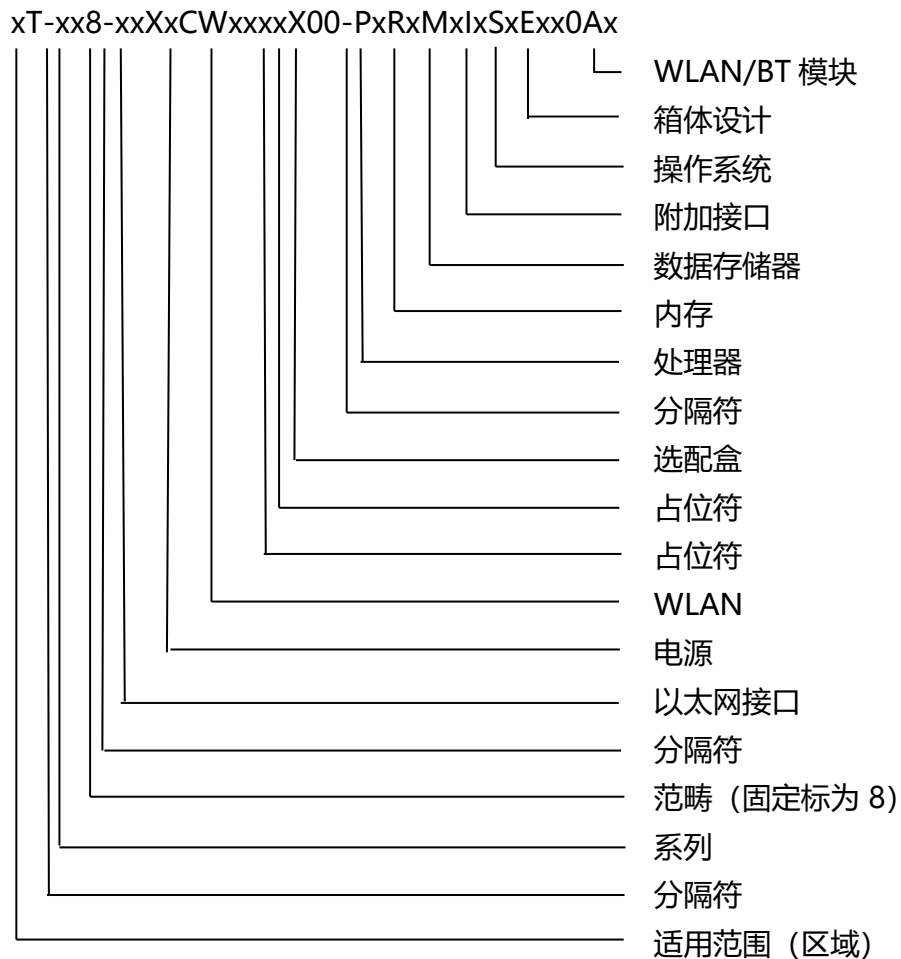 xT-xx8-xxXxCWxxxxX00-PxRxMxIxSxExx0Ax
WLAN/BT 模块
箱体设计
操作系统
附加接口
数据存储器
内存
处理器
分隔符
选配盒
占位符
占位符
WLAN
电源
以太网接口
分隔符
范畴（固定标为 8）
系列
分隔符
适用范围（区域）